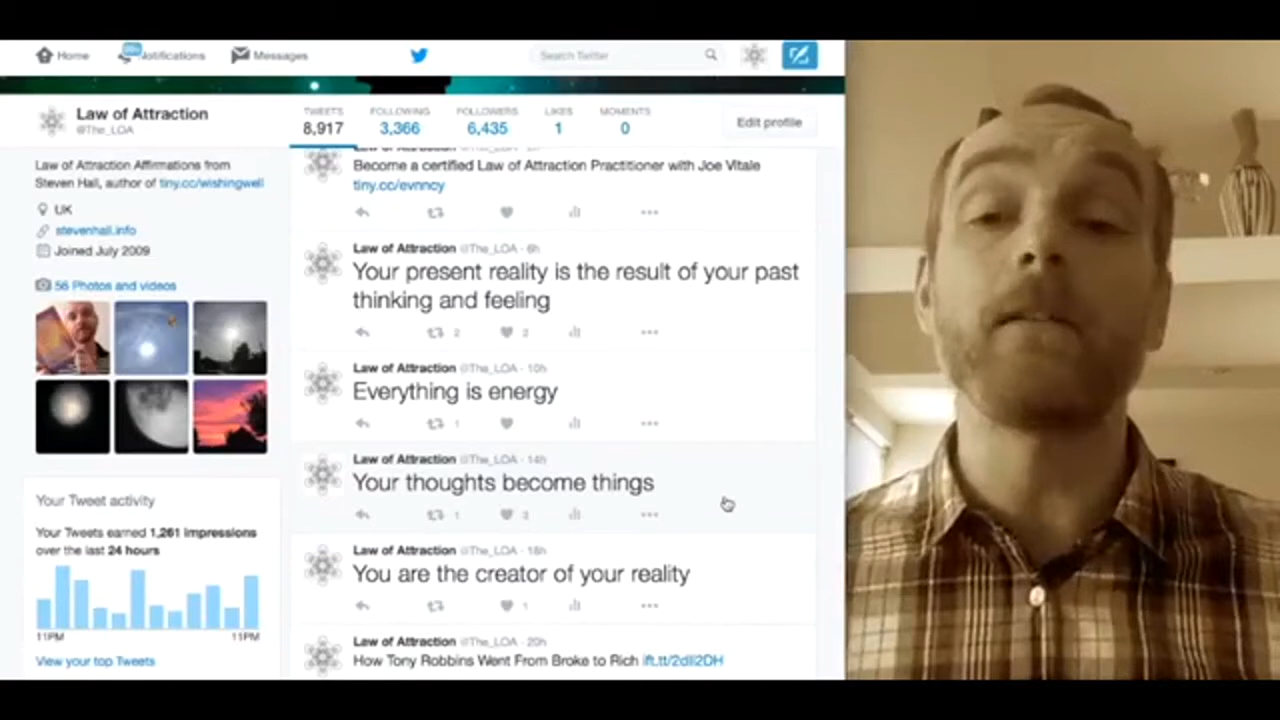 Home
Notifications
Messages
Search Twitter
Law of Attraction
@The_LOA
TWEETS
8,917
FOLLOWING
3,366
FOLLOWERS
6,435
LIKES
1
MOMENTS
0
Edit profile
Law of Attraction Affirmations from
Steven Hall, author of tiny.cc/wishingwell
UK
stevenhall.info
Joined July 2009
56 Photos and videos
Your Tweet activity
Your Tweets earned 1,261 impressions
over the last 24 hours
11PM
11PM
View your top Tweets
Become a certified Law of Attraction Practitioner with Joe Vitale
tiny.cc/evnncy
Law of Attraction @The_LOA · 6h
Your present reality is the result of your past
thinking and feeling
2
2
Law of Attraction @The_LOA · 10h
Everything is energy
1
Law of Attraction @The_LOA · 14h
Your thoughts become things
1
Law of Attraction @The_LOA · 18h
You are the creator of your reality
1
Law of Attraction @The_LOA · 20h
How Tony Robbins Went From Broke to Rich